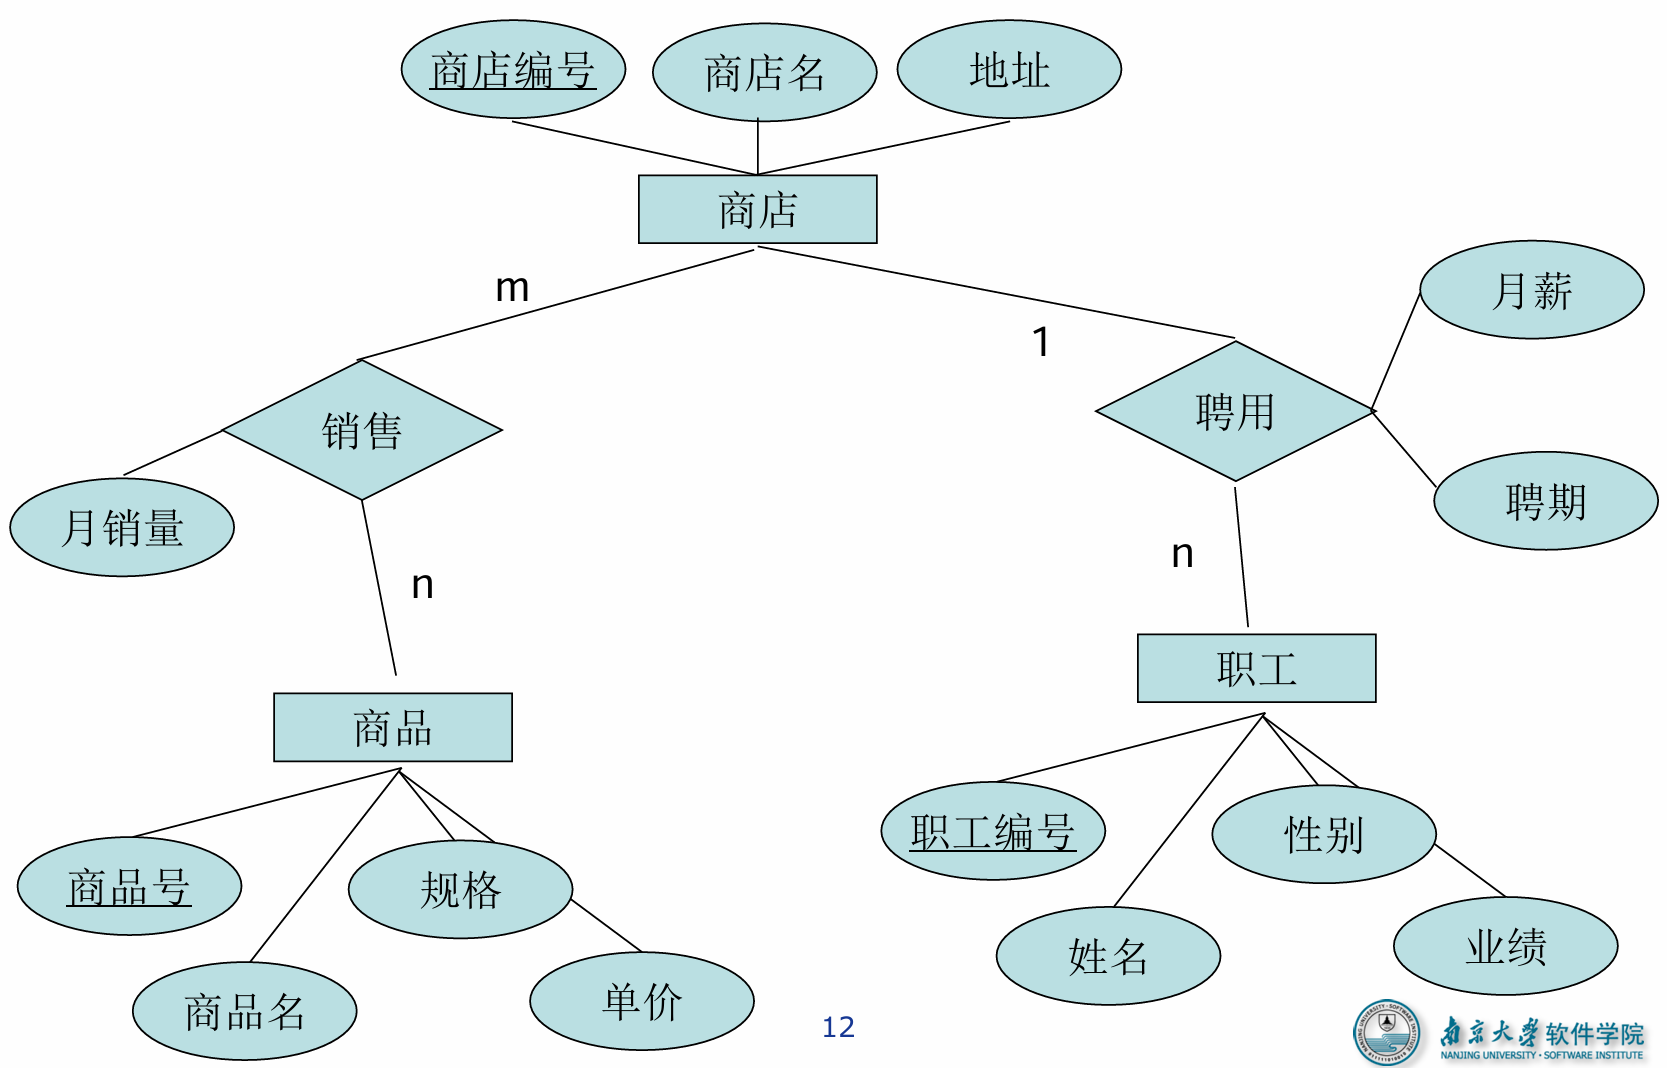 商店编号
商店名
地址
商店
m
1
月薪
销售
聘用
月销量
聘期
n
n
商品
职工
商品号
规格
职工编号
性别
商品名
单价
姓名
业绩
12
南京大学软件学院
NANJING UNIVERSITY · SOFTWARE INSTITUTE